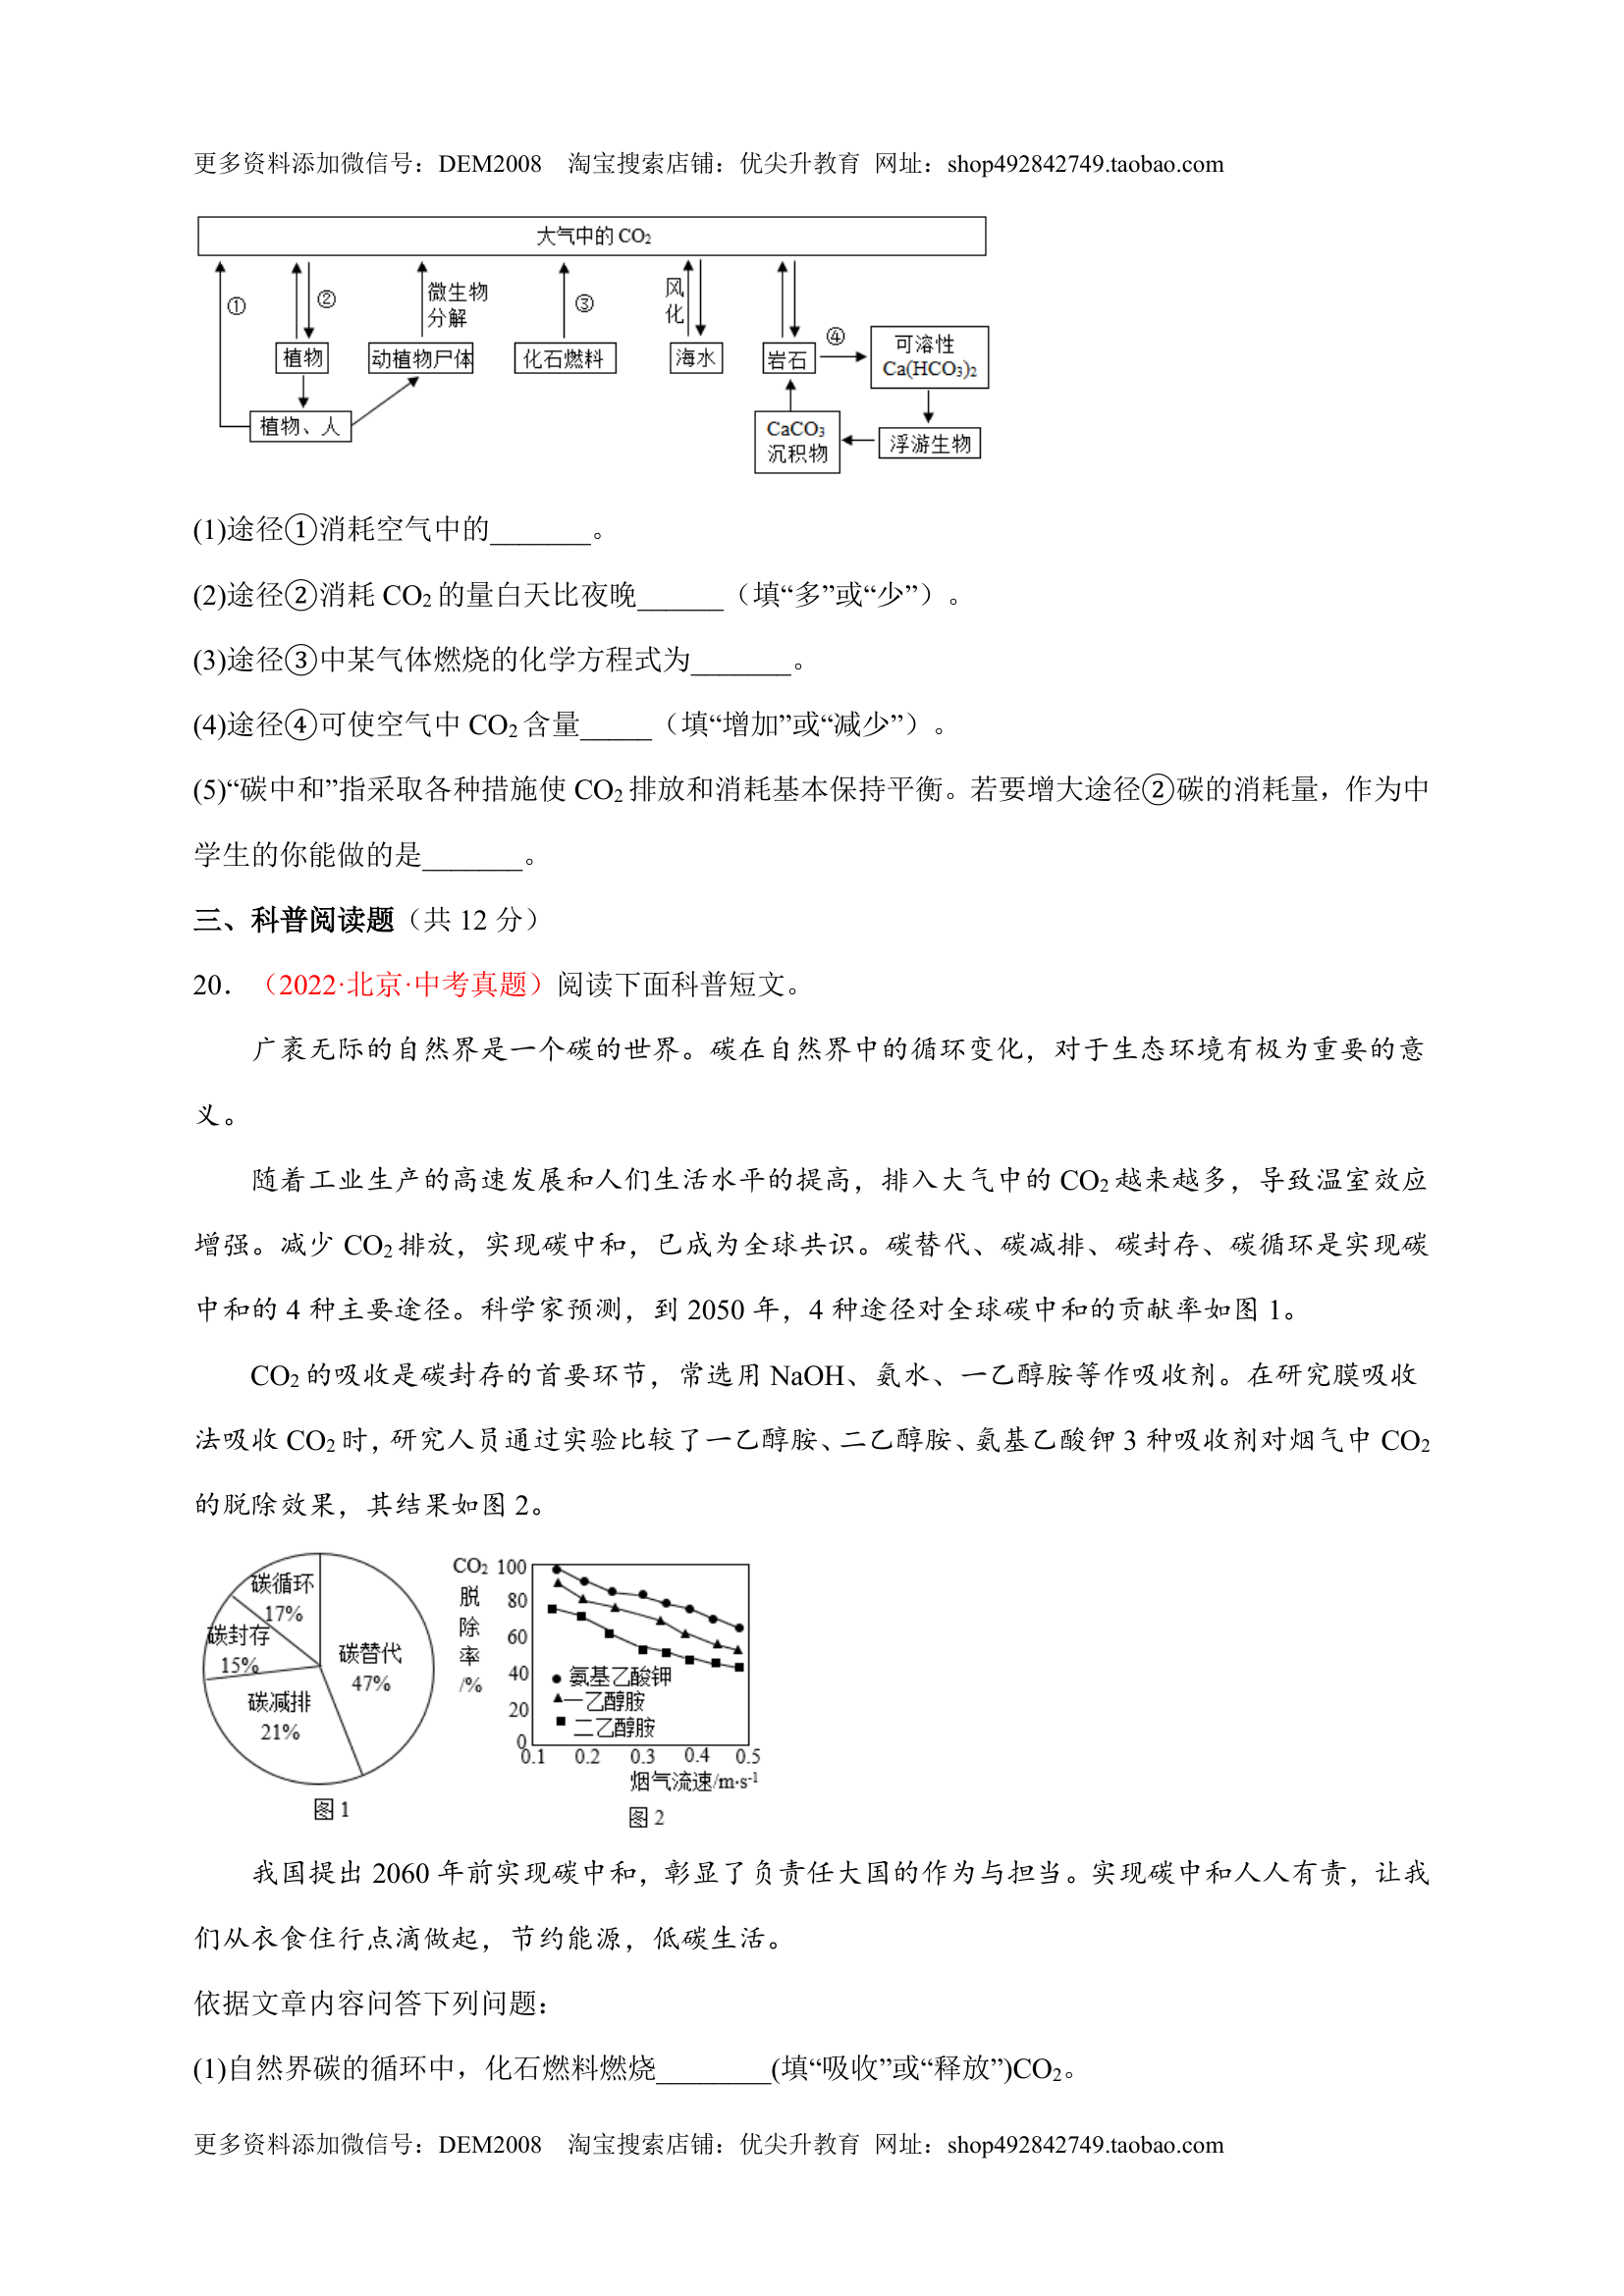 更多资料添加微信号：DEM2008 淘宝搜索店铺：优尖升教育 网址：shop492842749.taobao.com
大气中的 CO₂
①
②
微生物
分解
③
风
化
④
植物
动植物尸体
化石燃料
海水
岩石
可溶性
Ca(HCO₃)₂
植物、人
CaCO₃
沉积物
浮游生物
(1)途径①消耗空气中的_______。
(2)途径②消耗 CO₂的量白天比夜晚______（填“多”或“少”）。
(3)途径③中某气体燃烧的化学方程式为_______。
(4)途径④可使空气中 CO₂含量_____（填“增加”或“减少”）。
(5)“碳中和”指采取各种措施使 CO₂排放和消耗基本保持平衡。若要增大途径②碳的消耗量，作为中
学生的你能做的是_______。
三、科普阅读题（共 12 分）
20．（2022·北京·中考真题）阅读下面科普短文。
广袤无际的自然界是一个碳的世界。碳在自然界中的循环变化，对于生态环境有极为重要的意
义。
随着工业生产的高速发展和人们生活水平的提高，排入大气中的 CO₂越来越多，导致温室效应
增强。减少 CO₂排放，实现碳中和，已成为全球共识。碳替代、碳减排、碳封存、碳循环是实现碳
中和的 4 种主要途径。科学家预测，到 2050 年，4 种途径对全球碳中和的贡献率如图 1。
CO₂的吸收是碳封存的首要环节，常选用 NaOH、氨水、一乙醇胺等作吸收剂。在研究膜吸收
法吸收 CO₂时，研究人员通过实验比较了一乙醇胺、二乙醇胺、氨基乙酸钾 3 种吸收剂对烟气中 CO₂
的脱除效果，其结果如图 2。
碳循环
17%
碳封存
15%
碳替代
47%
碳减排
21%
图 1
CO₂
脱
除
率
/%
100
80
60
40
20
0
氨基乙酸钾
一乙醇胺
二乙醇胺
0.1 0.2 0.3 0.4 0.5
烟气流速/m·s⁻¹
图 2
我国提出 2060 年前实现碳中和，彰显了负责任大国的作为与担当。实现碳中和人人有责，让我
们从衣食住行点滴做起，节约能源，低碳生活。
依据文章内容问答下列问题：
(1)自然界碳的循环中，化石燃料燃烧________(填“吸收”或“释放”)CO₂。
更多资料添加微信号：DEM2008 淘宝搜索店铺：优尖升教育 网址：shop492842749.taobao.com